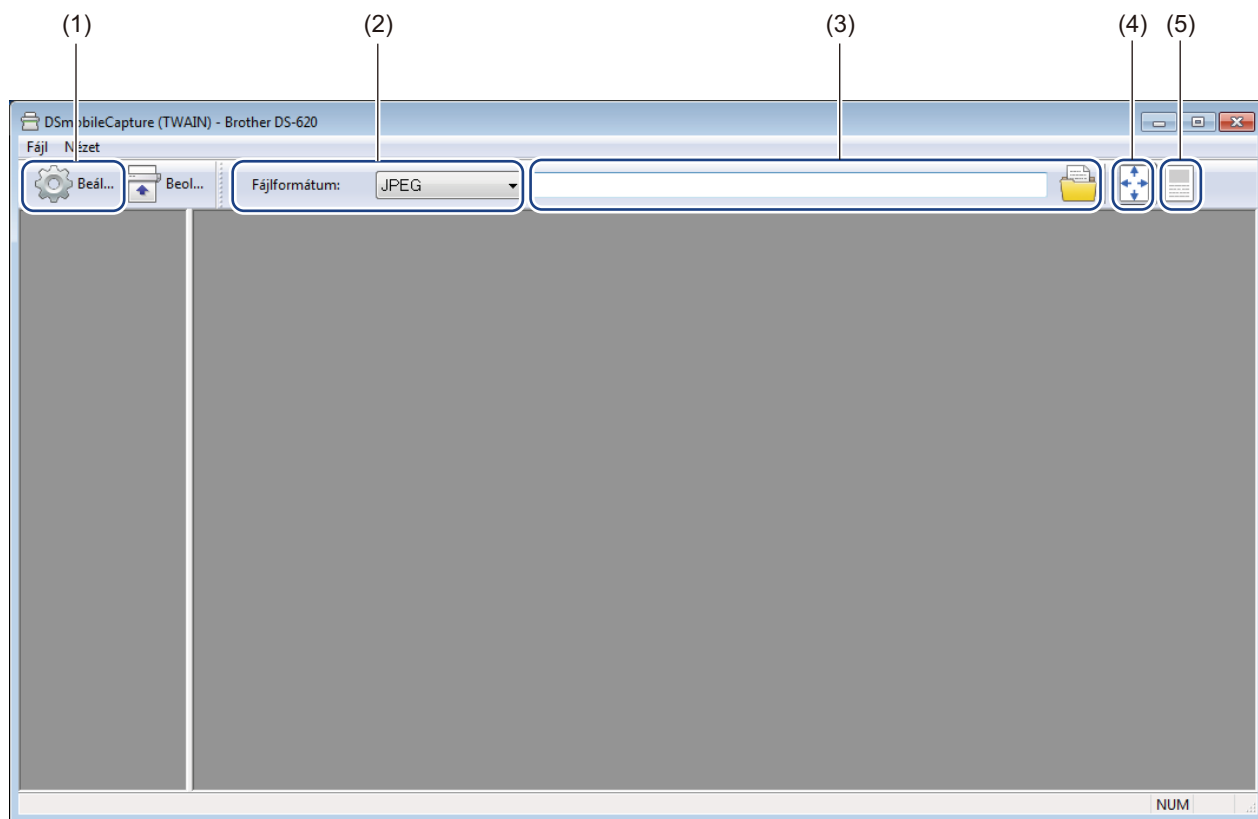 (1) (2) (3) (4) (5)
DSmobileCapture (TWAIN) - Brother DS-620
Fájl Nézet
Beál... Beol... Fájlformátum: JPEG
NUM